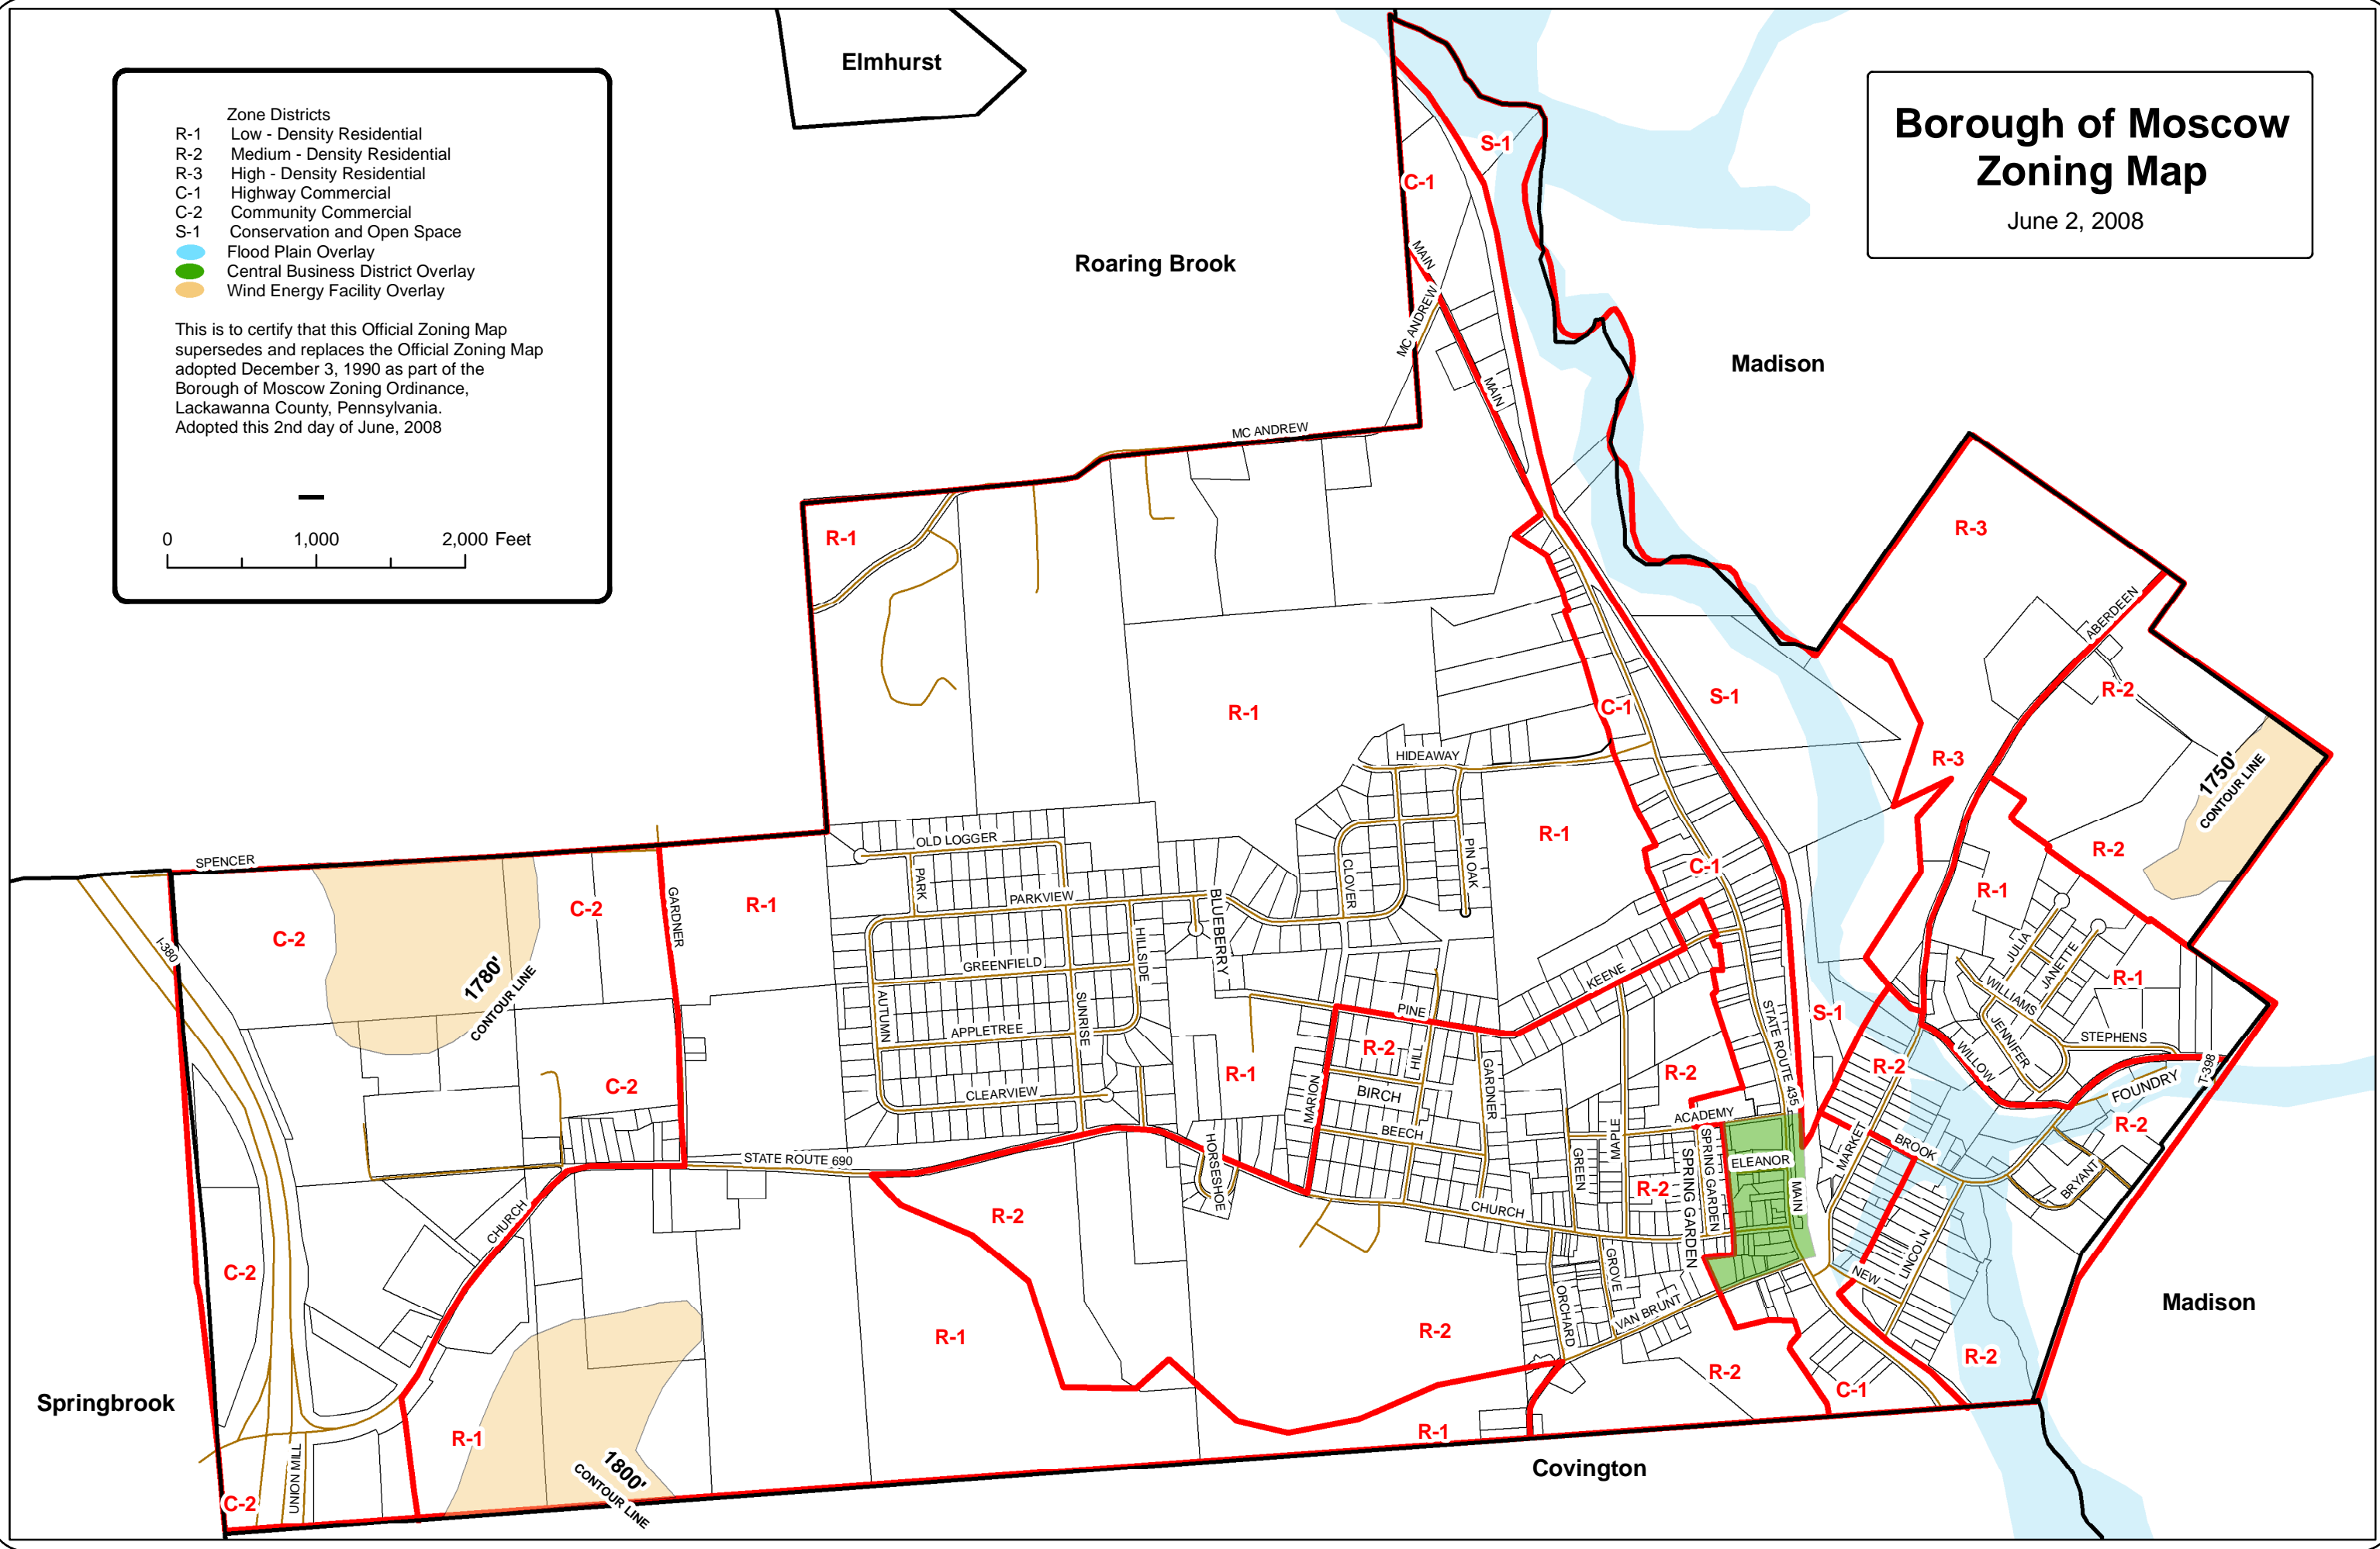 Elmhurst
Borough of Moscow
Zoning Map
June 2, 2008
Zone Districts
R-1 Low - Density Residential
R-2 Medium - Density Residential
R-3 High - Density Residential
C-1 Highway Commercial
C-2 Community Commercial
S-1 Conservation and Open Space
Flood Plain Overlay
Central Business District Overlay
Wind Energy Facility Overlay
This is to certify that this Official Zoning Map
supersedes and replaces the Official Zoning Map
adopted December 3, 1990 as part of the
Borough of Moscow Zoning Ordinance,
Lackawanna County, Pennsylvania.
Adopted this 2nd day of June, 2008
0 1,000 2,000 Feet
Roaring Brook
Madison
S-1
C-1
MAIN
MC ANDREW
MAIN
MC ANDREW
R-1
R-3
ABERDEEN
R-2
R-1
C-1
S-1
HIDEAWAY
R-3
1750'
CONTOUR LINE
R-1
R-2
OLD LOGGER
PARK
PARKVIEW
CLOVER
PIN OAK
C-1
R-1
SPENCER
C-2
C-2
GARDNER
R-1
BLUEBERRY
HILLSIDE
GREENFIELD
I-380
1780'
CONTOUR LINE
AUTUMN
SUNRISE
APPLETREE
CLEARVIEW
KEENE
PINE
R-2
HILL
BIRCH
BEECH
MARION
GARDNER
R-1
C-2
STATE ROUTE 435
S-1
R-2
R-2
JULIA
JANETTE
WILLIAMS
JENNIFER
R-1
STEPHENS
WILLOW
FOUNDRY
T-398
R-2
BROOK
BRYANT
MARKET
ACADEMY
MAPLE
GREEN
SPRING GARDEN
SPRING GARDEN
ELEANOR
MAIN
R-2
STATE ROUTE 690
HORSESHOE
CHURCH
CHURCH
R-2
C-2
GROVE
ORCHARD
VAN BRUNT
NEW
LINCOLN
Madison
R-1
R-2
R-2
C-1
R-2
Springbrook
R-1
R-1
1800'
CONTOUR LINE
UNION MILL
C-2
Covington